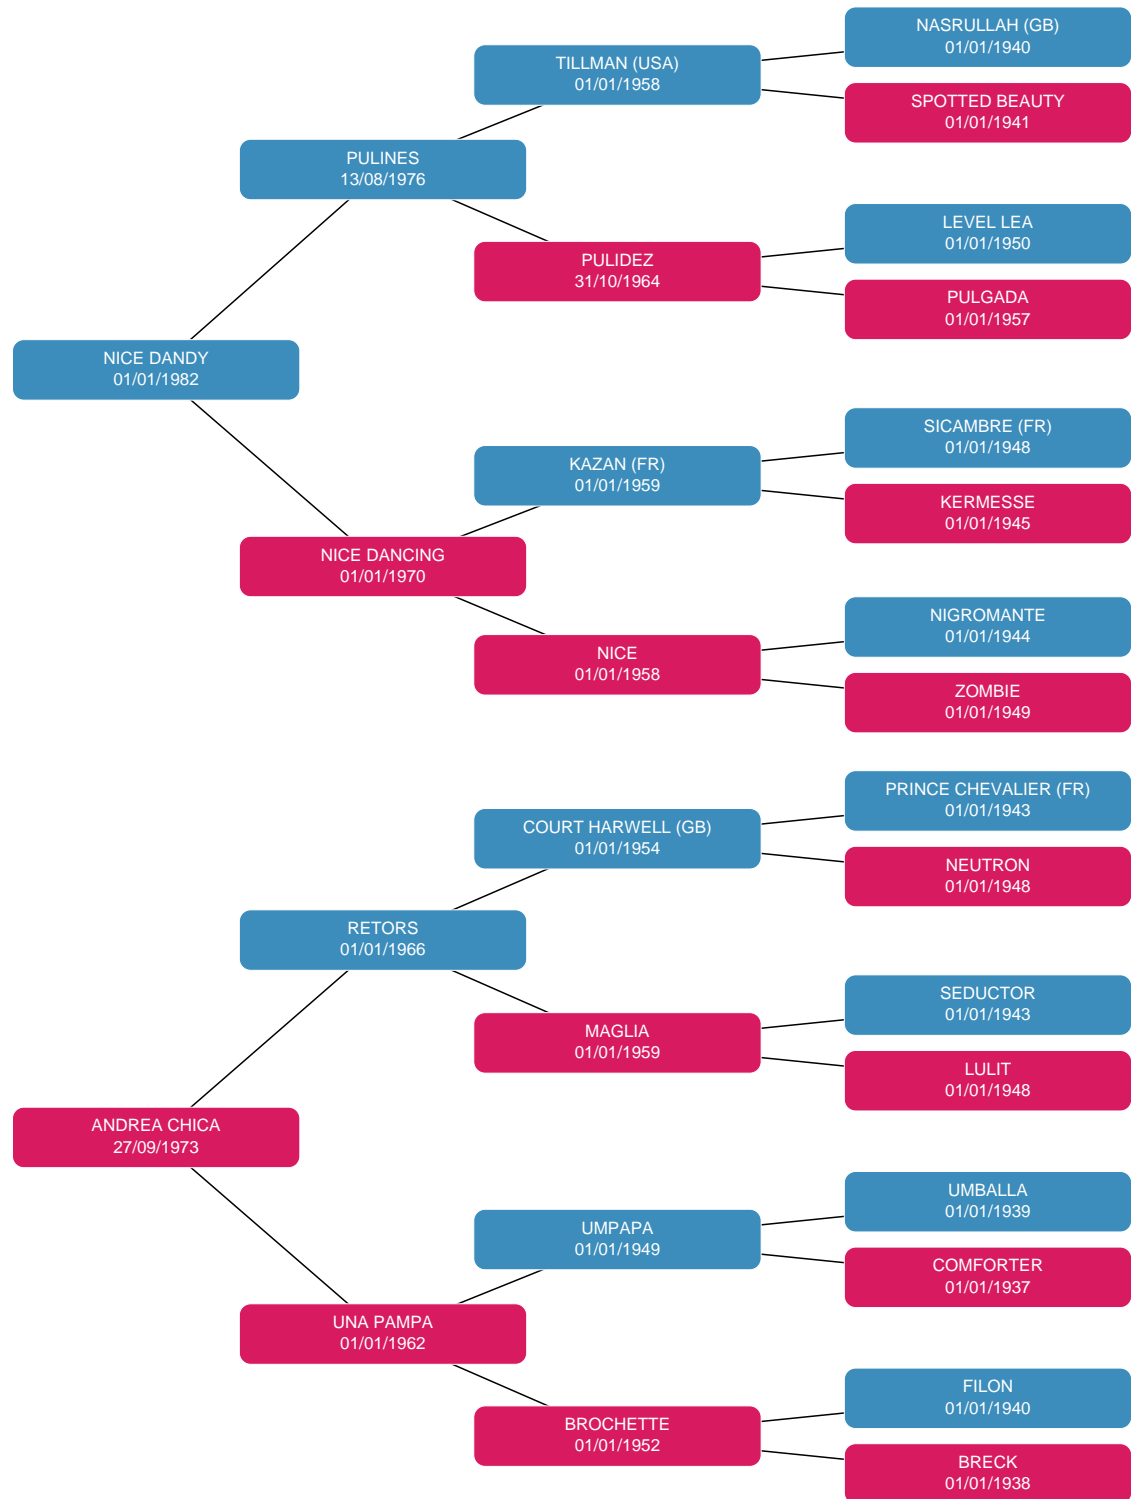 NASRULLAH (GB)
01/01/1940
TILLMAN (USA)
01/01/1958
SPOTTED BEAUTY
01/01/1941
PULINES
13/08/1976
LEVEL LEA
01/01/1950
PULIDEZ
31/10/1964
PULGADA
01/01/1957
NICE DANDY
01/01/1982
SICAMBRE (FR)
01/01/1948
KAZAN (FR)
01/01/1959
KERMESSE
01/01/1945
NICE DANCING
01/01/1970
NIGROMANTE
01/01/1944
NICE
01/01/1958
ZOMBIE
01/01/1949
PRINCE CHEVALIER (FR)
01/01/1943
COURT HARWELL (GB)
01/01/1954
NEUTRON
01/01/1948
RETORS
01/01/1966
SEDUCTOR
01/01/1943
MAGLIA
01/01/1959
LULIT
01/01/1948
ANDREA CHICA
27/09/1973
UMBALLA
01/01/1939
UMPAPA
01/01/1949
COMFORTER
01/01/1937
UNA PAMPA
01/01/1962
FILON
01/01/1940
BROCHETTE
01/01/1952
BRECK
01/01/1938